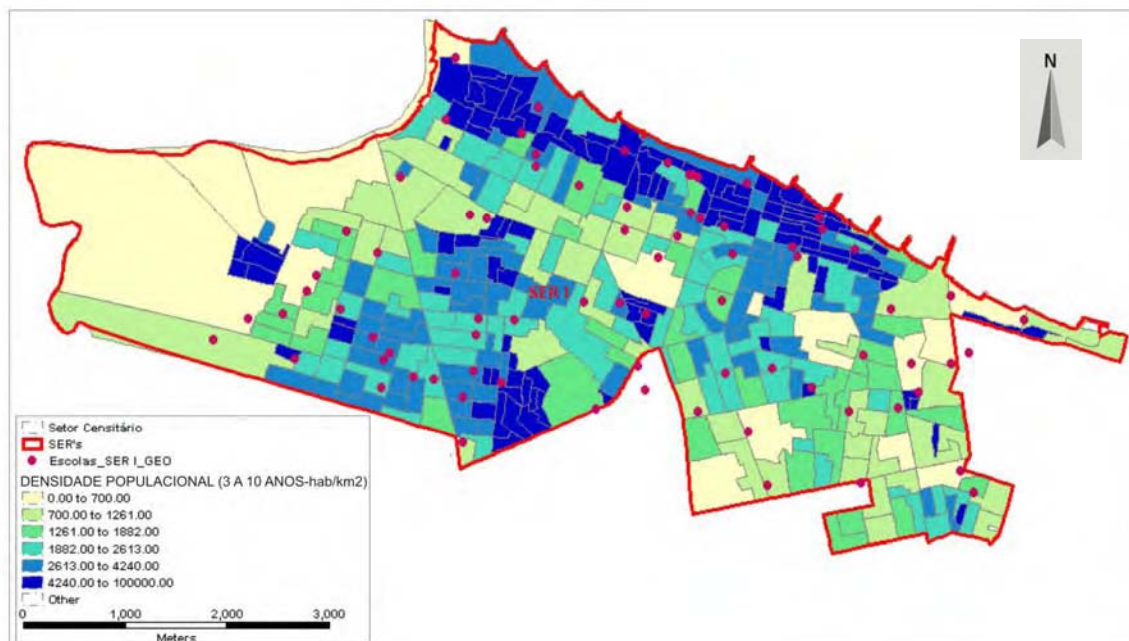 N
SER I
Setor Censitário
SER's
Escolas_SER I_GEO
DENSIDADE POPULACIONAL (3 A 10 ANOS-hab/km2)
0.00 to 700.00
700.00 to 1261.00
1261.00 to 1882.00
1882.00 to 2613.00
2613.00 to 4240.00
4240.00 to 100000.00
Other
0 1,000 2,000 3,000
Meters